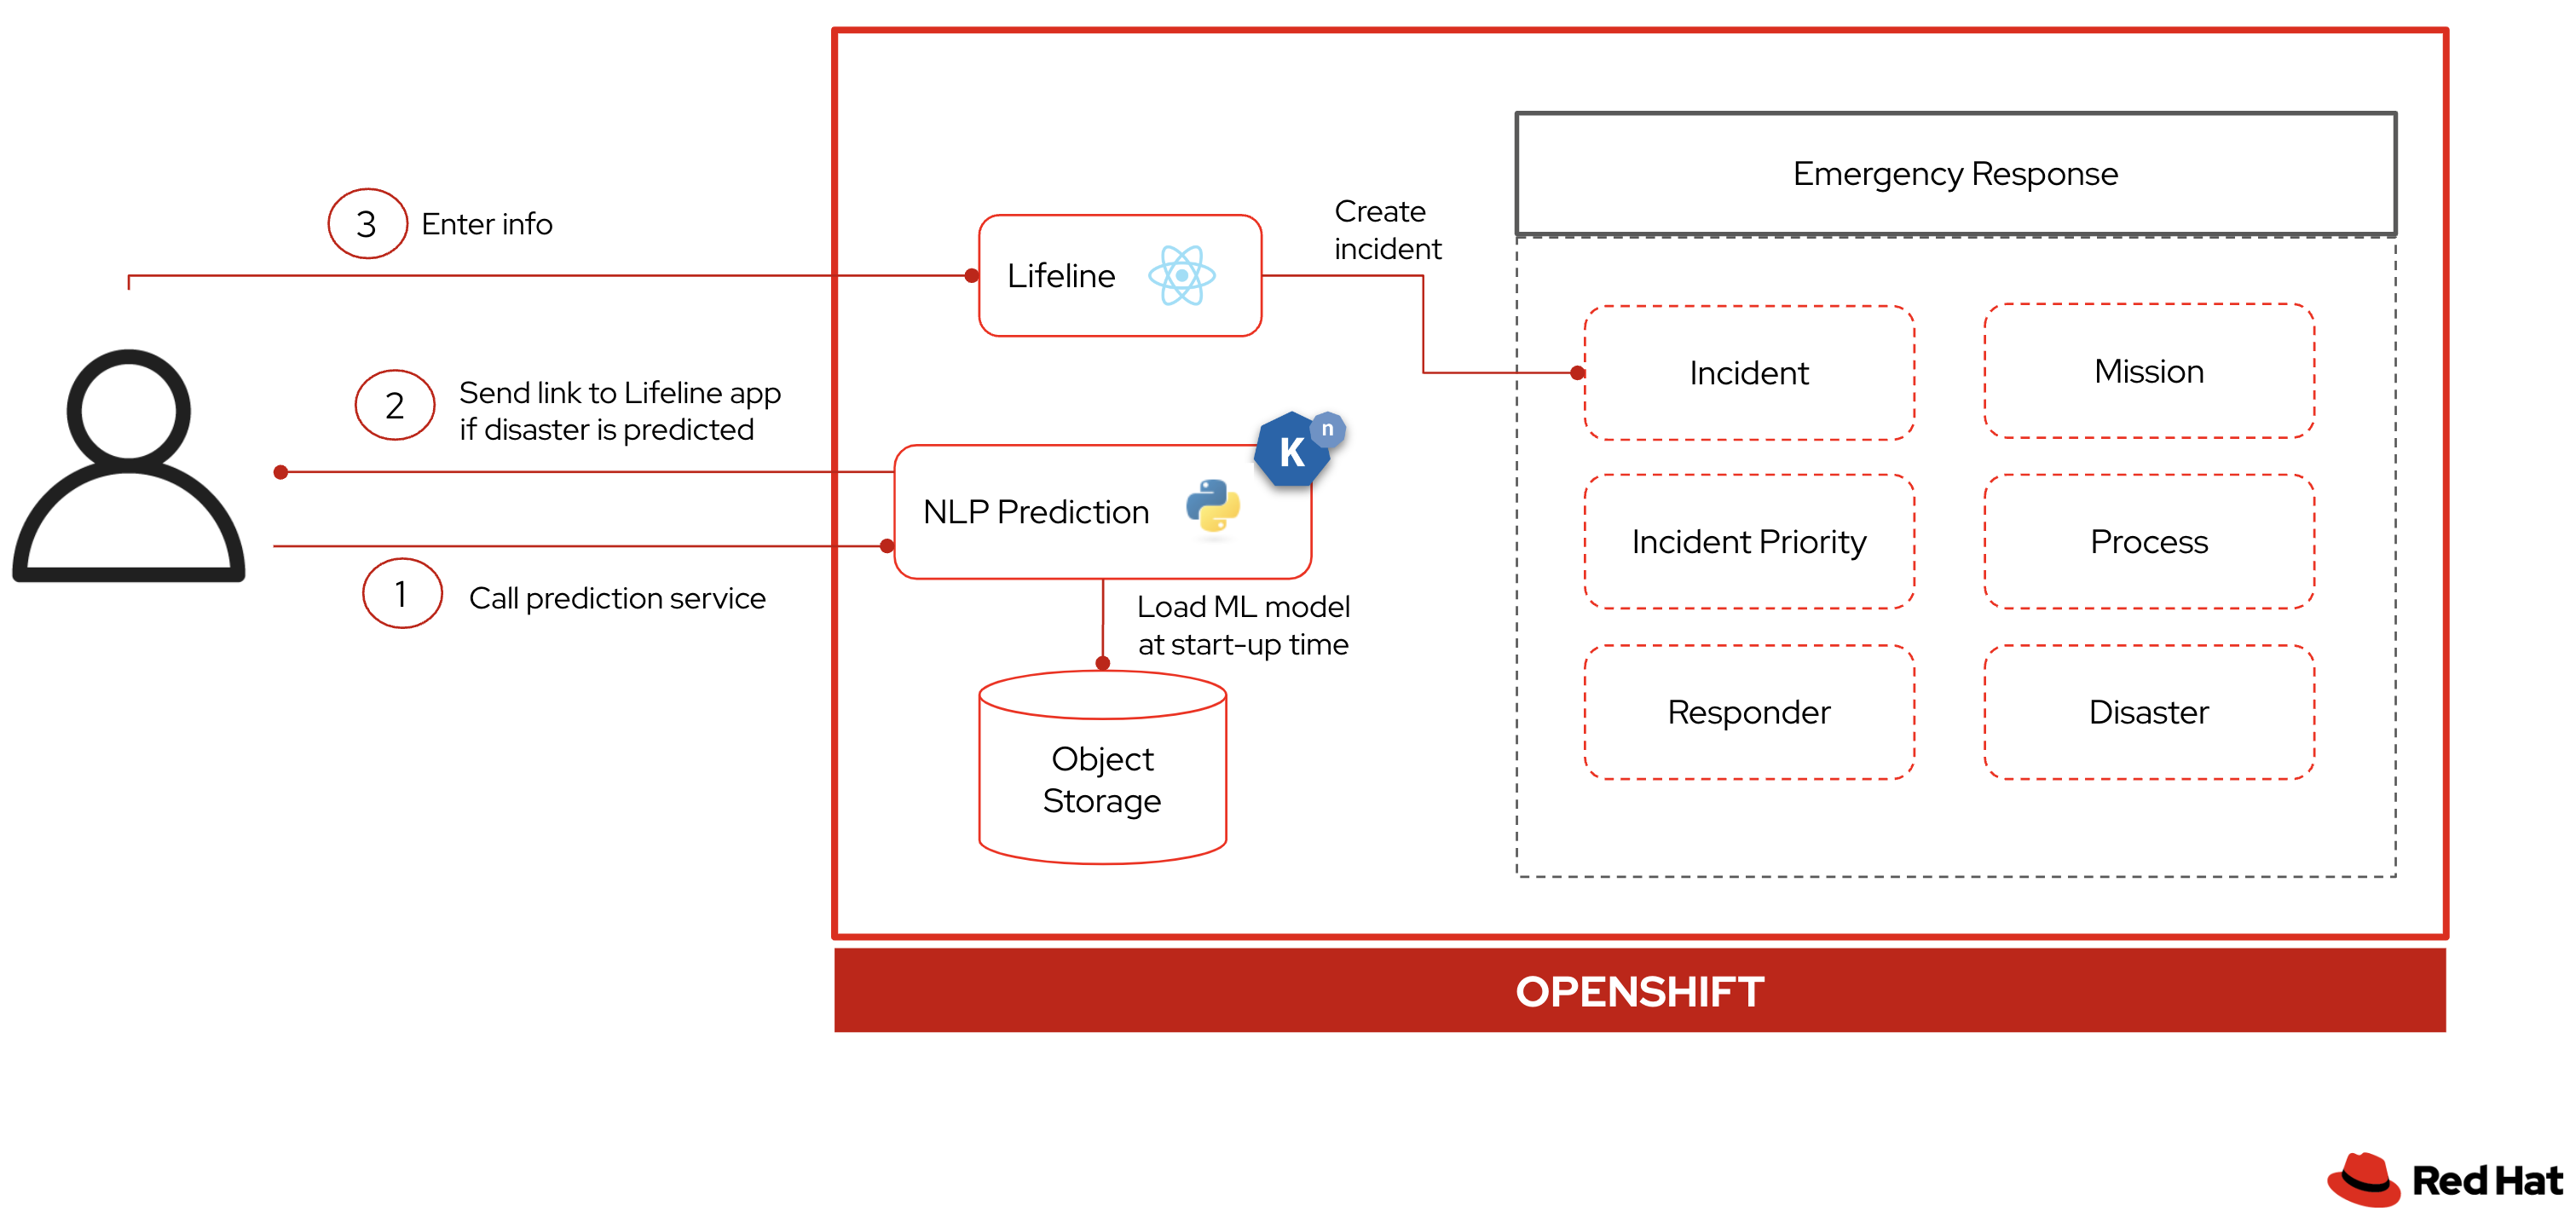 3
Enter info
2
Send link to Lifeline app
if disaster is predicted
1
Call prediction service
Lifeline
Create
incident
NLP Prediction
K
n
Load ML model
at start-up time
Object
Storage
Emergency Response
Incident
Mission
Incident Priority
Process
Responder
Disaster
OPENSHIFT
Red Hat